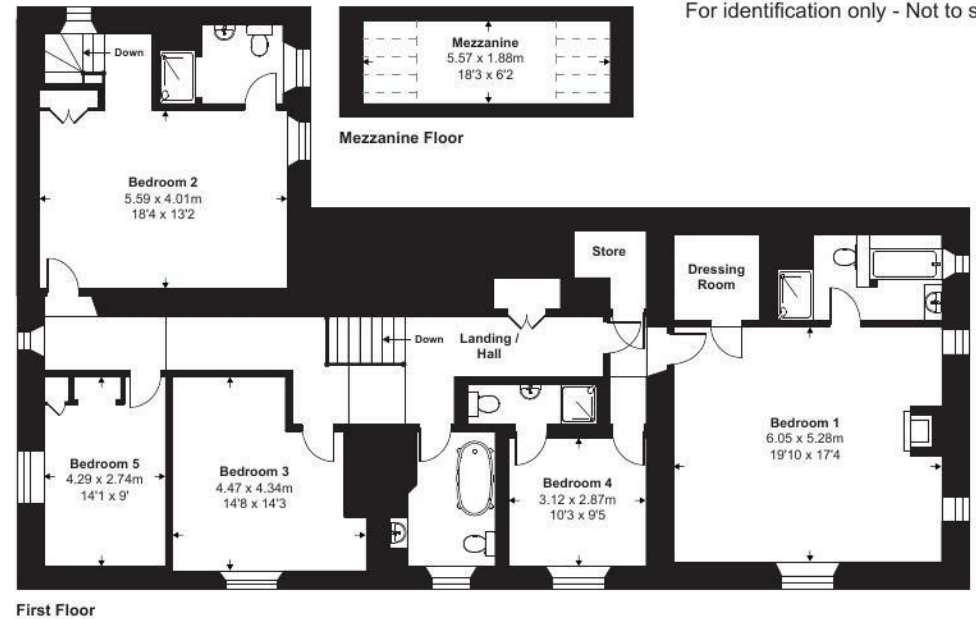 For identification only - Not to s
Down
Mezzanine
5.57 x 1.88m
18'3 x 6'2
Mezzanine Floor
Bedroom 2
5.59 x 4.01m
18'4 x 13'2
Store
Dressing
Room
Down
Landing /
Hall
Bedroom 1
6.05 x 5.28m
19'10 x 17'4
Bedroom 5
4.29 x 2.74m
14'1 x 9'
Bedroom 3
4.47 x 4.34m
14'8 x 14'3
Bedroom 4
3.12 x 2.87m
10'3 x 9'5
First Floor